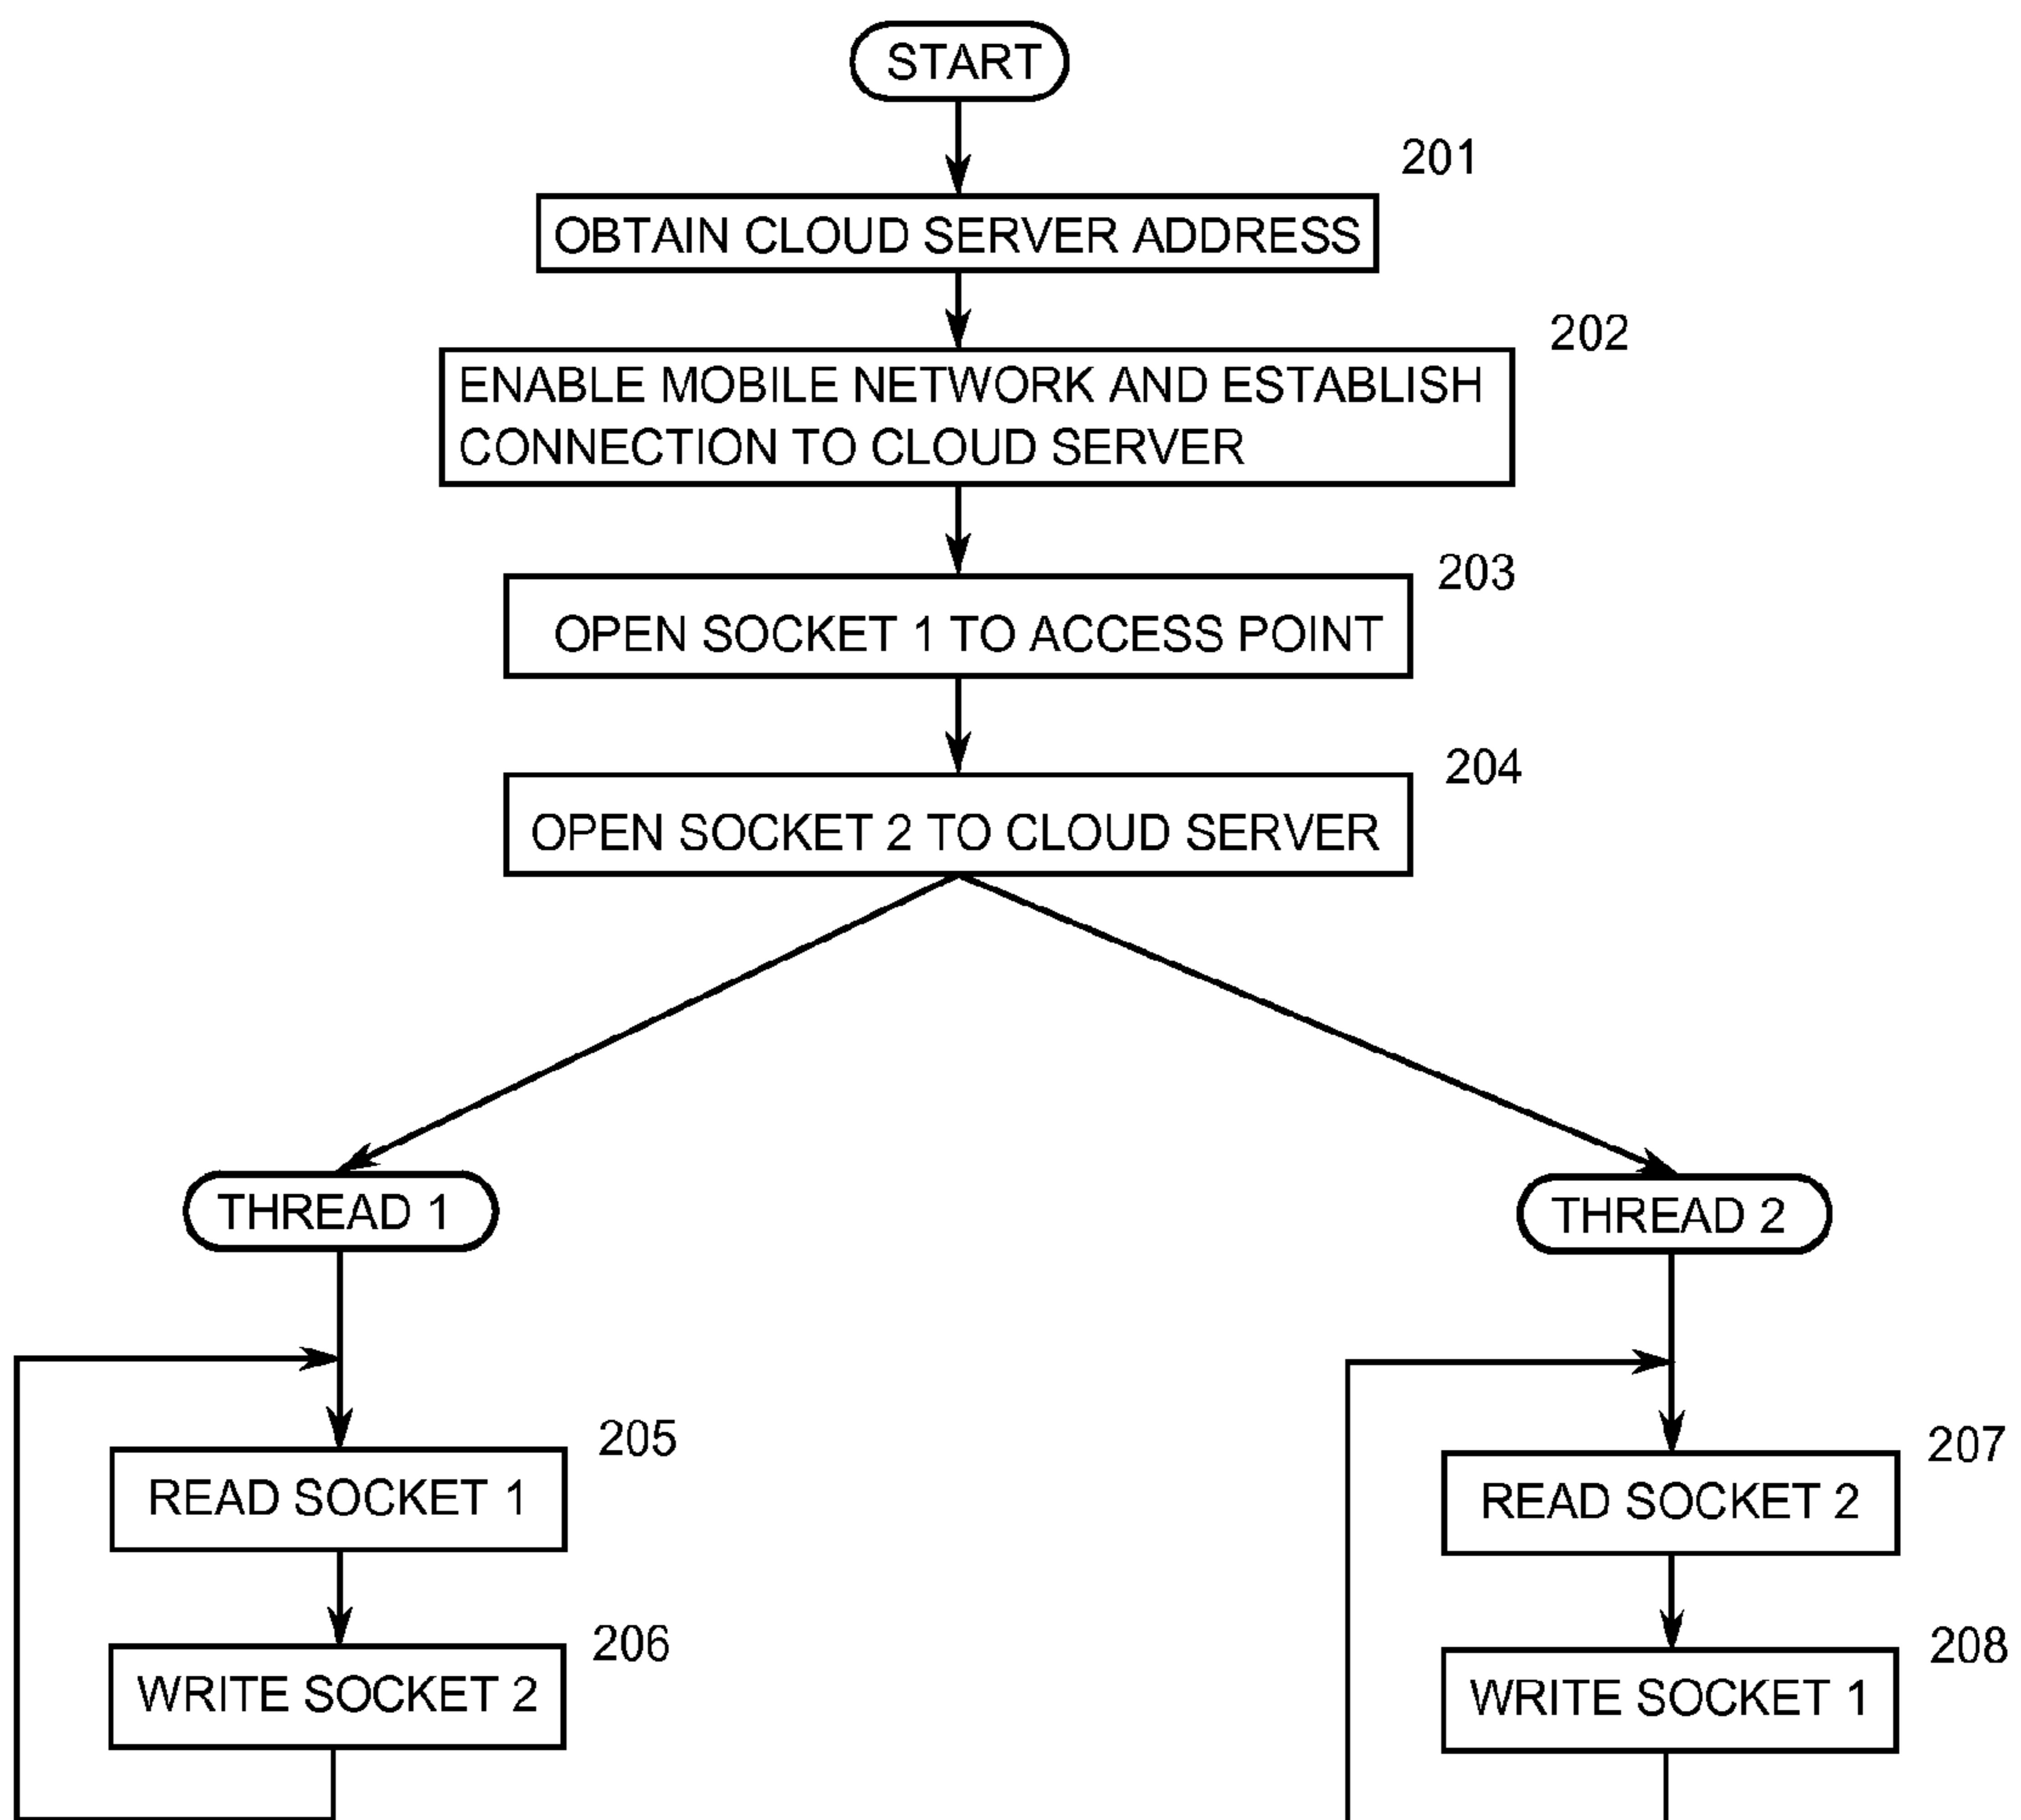 START
201
OBTAIN CLOUD SERVER ADDRESS
202
ENABLE MOBILE NETWORK AND ESTABLISH
CONNECTION TO CLOUD SERVER
203
OPEN SOCKET 1 TO ACCESS POINT
204
OPEN SOCKET 2 TO CLOUD SERVER
THREAD 1
205
READ SOCKET 1
206
WRITE SOCKET 2
THREAD 2
207
READ SOCKET 2
208
WRITE SOCKET 1